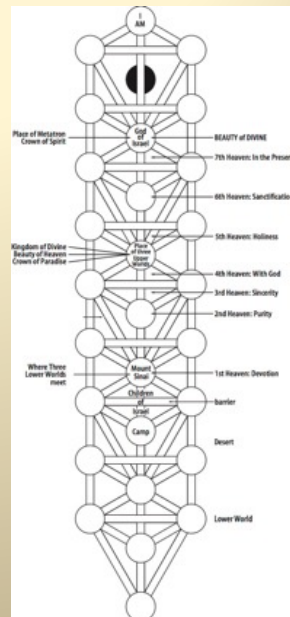 I
AM
Place of Metatron
Crown of Spirit
God
of
Israel
BEAUTY of DIVINE
7th Heaven: In the Presen
6th Heaven: Sanctificati
5th Heaven: Holiness
Kingdom of Divine
Beauty of Heaven
Crown of Paradise
Place of three
Upper
Worlds
4th Heaven: With God
3rd Heaven: Sincerity
2nd Heaven: Purity
Where Three
Lower Worlds
meet
Mount
Sinai
1st Heaven: Devotion
Children
of
Israel
barrier
Camp
Desert
Lower World